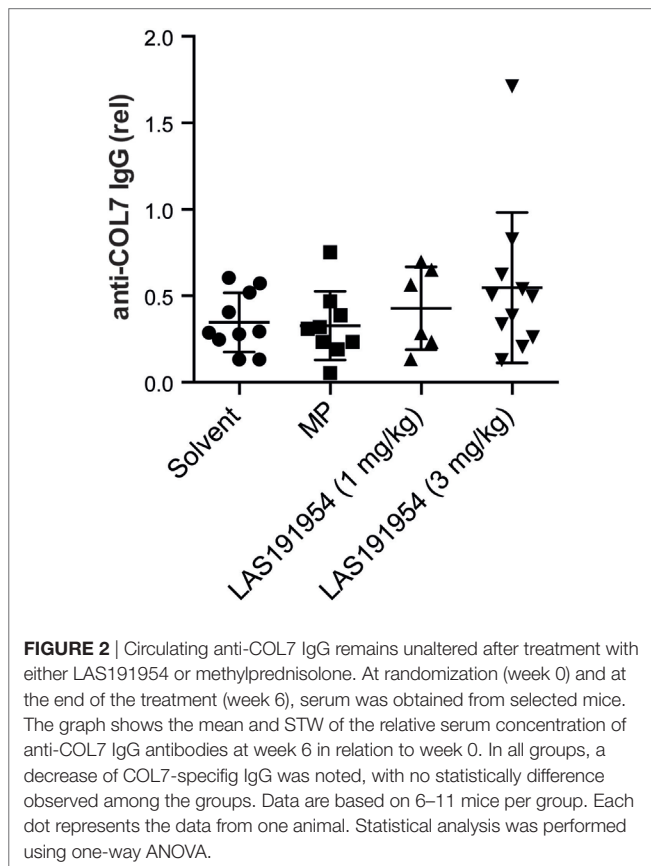 2.0
1.5
1.0
0.5
0.0
anti-COL7 IgG (rel)
Solvent
MP
LAS191954 (1 mg/kg)
LAS191954 (3 mg/kg)
FIGURE 2 | Circulating anti-COL7 IgG remains unaltered after treatment with
either LAS191954 or methylprednisolone. At randomization (week 0) and at
the end of the treatment (week 6), serum was obtained from selected mice.
The graph shows the mean and STW of the relative serum concentration of
anti-COL7 IgG antibodies at week 6 in relation to week 0. In all groups, a
decrease of COL7-specifig IgG was noted, with no statistically difference
observed among the groups. Data are based on 6–11 mice per group. Each
dot represents the data from one animal. Statistical analysis was performed
using one-way ANOVA.